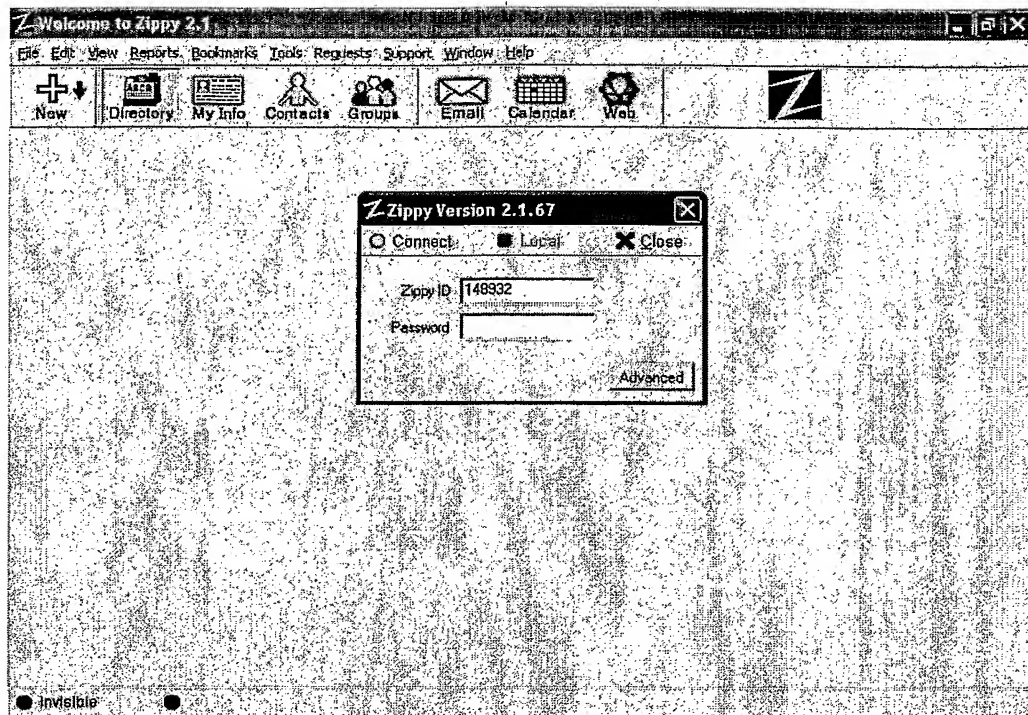 Welcome to Zippy 2.1
File Edit View Reports Bookmarks Tools Requests Support Window Help
New Directory My Info Contacts Groups Email Calendar Web
Zippy Version 2.1.67
Connect Local Close
Zippy ID 148932
Password
Advanced
Invisible